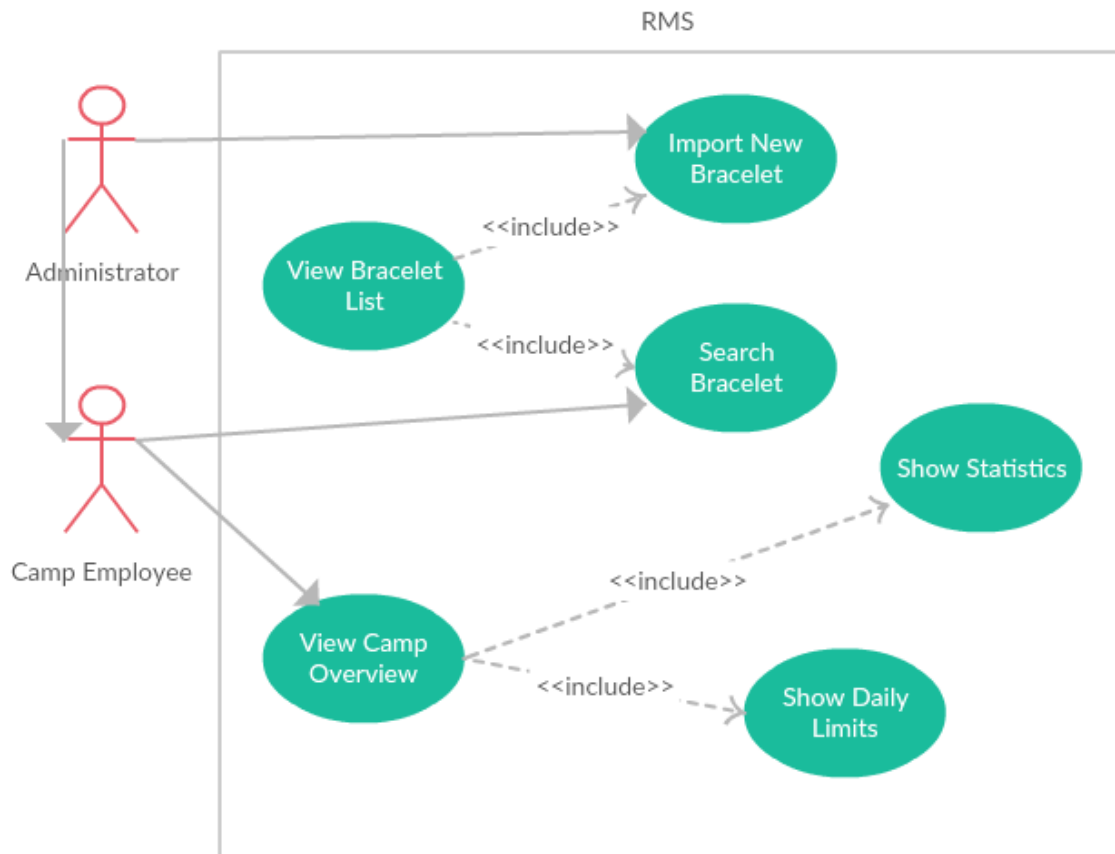 RMS
Import New
Bracelet
<<include>>
View Bracelet
List
Administrator
<<include>>
Search
Bracelet
Show Statistics
Camp Employee
<<include>>
View Camp
Overview
<<include>>
Show Daily
Limits